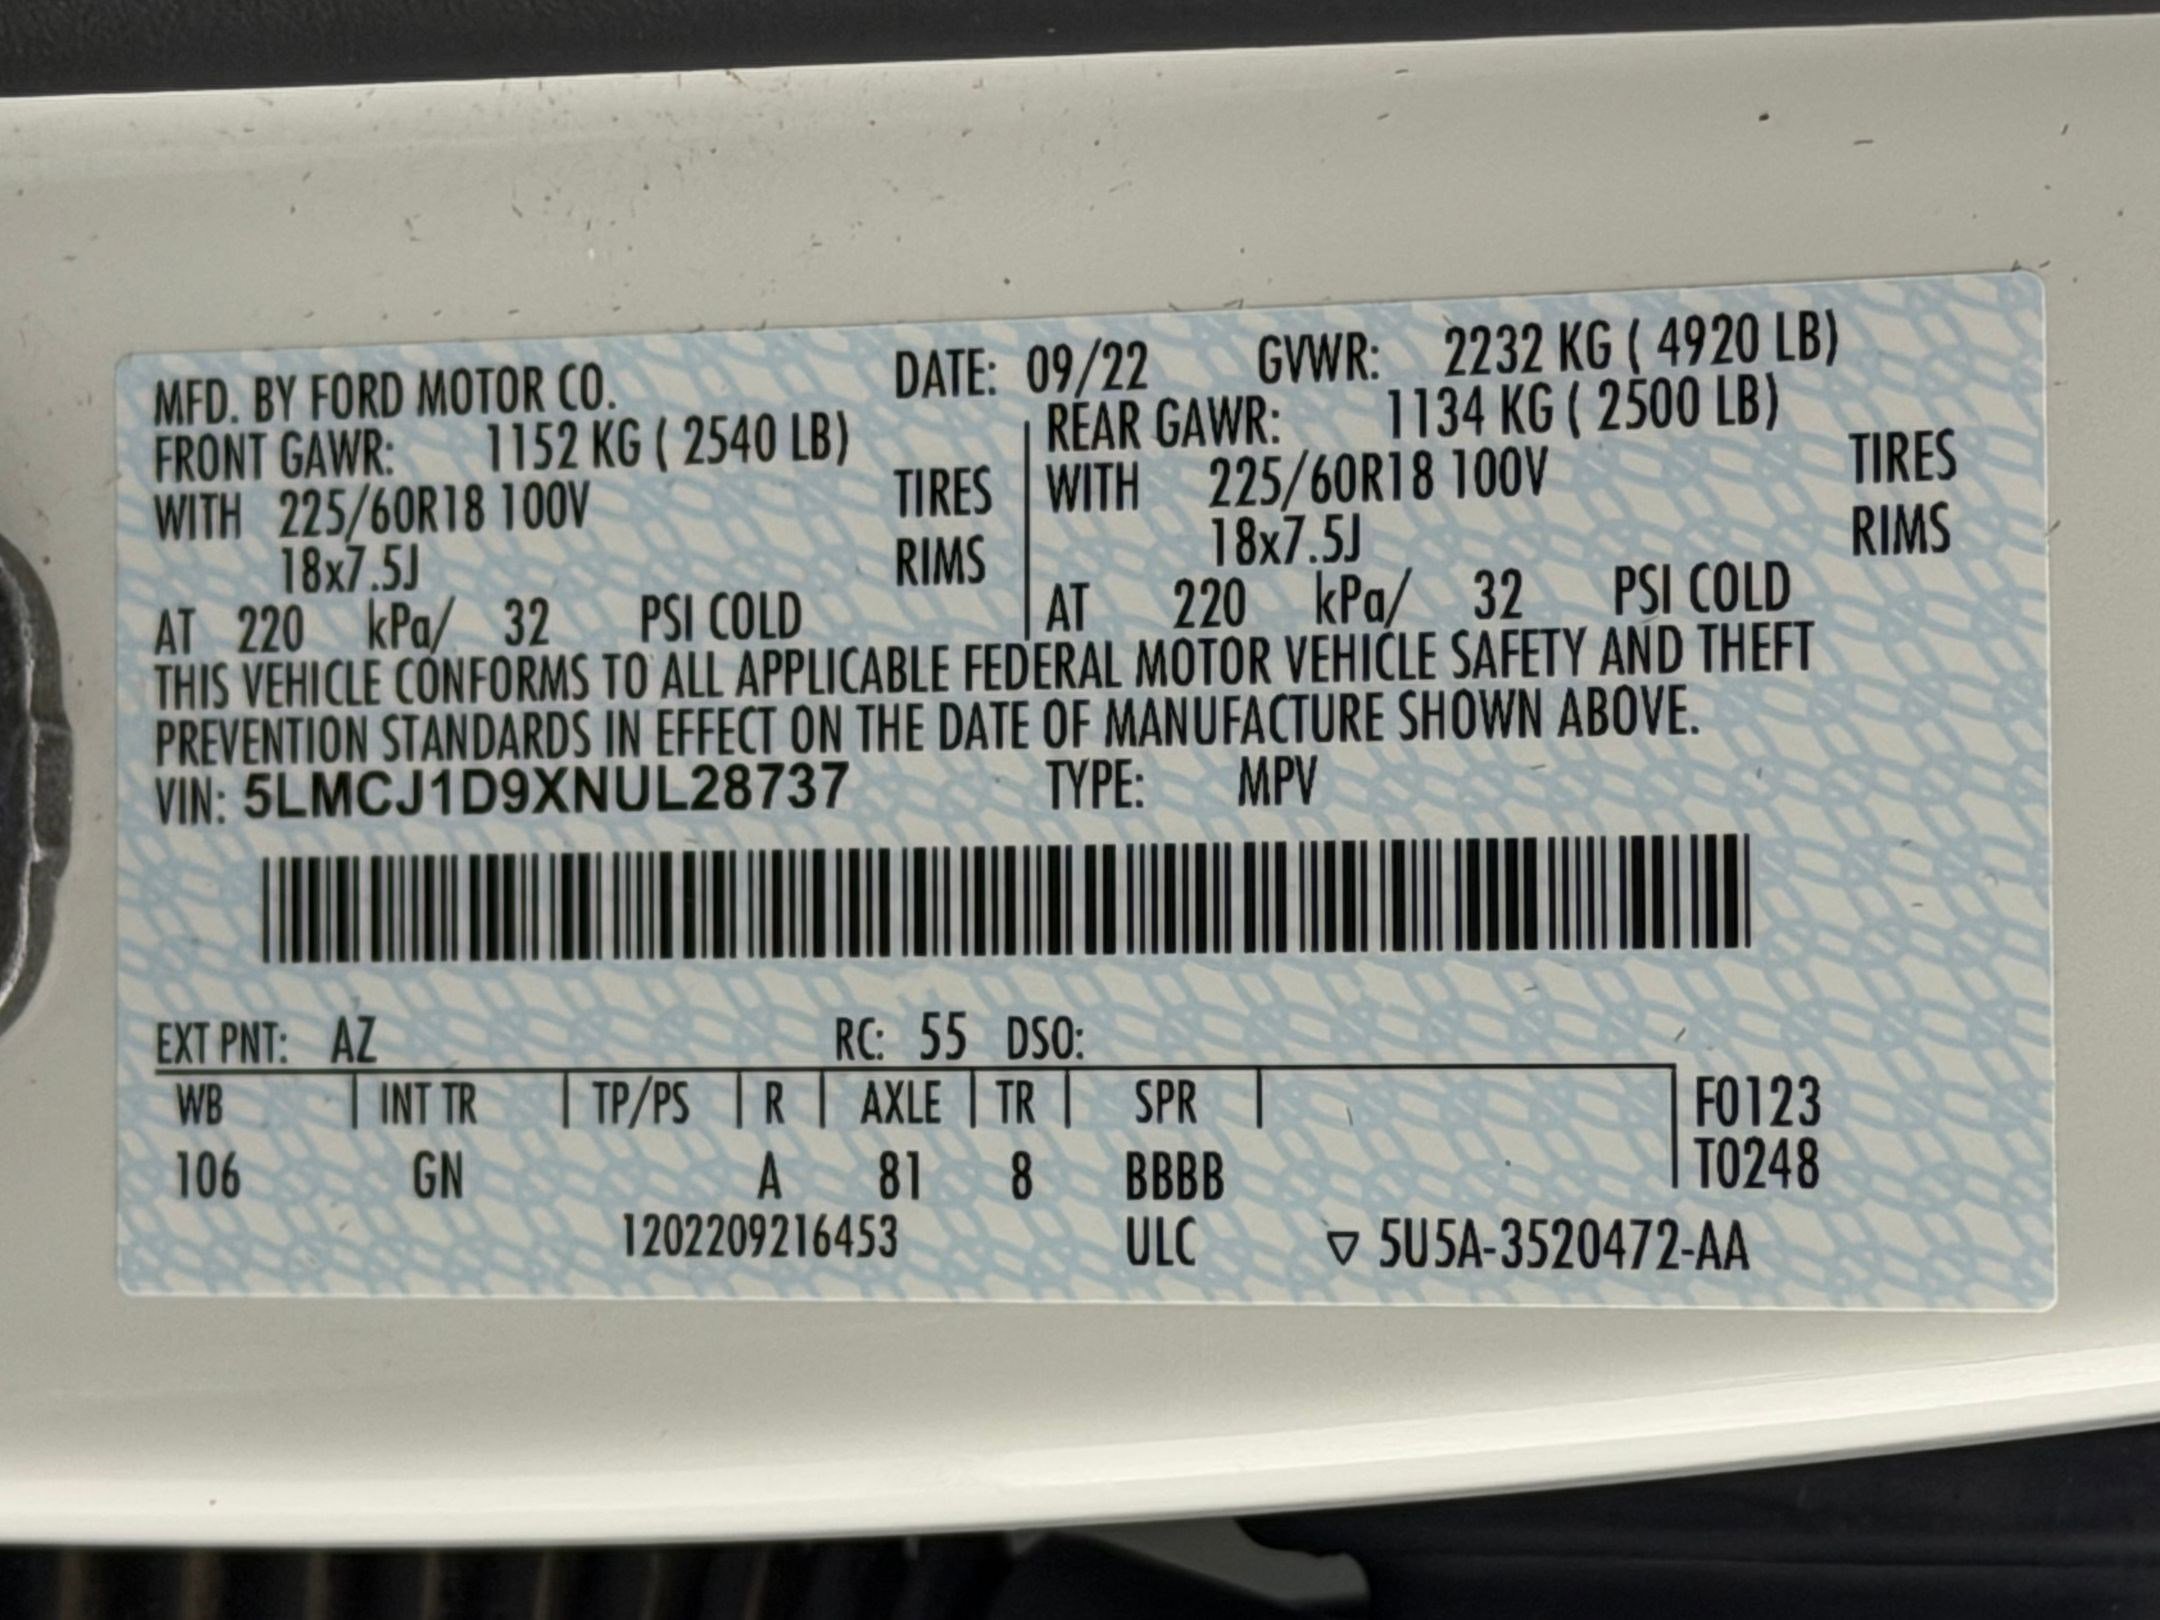 MFD. BY FORD MOTOR CO. DATE: 09/22 GVWR: 2232 KG ( 4920 LB)
FRONT GAWR: 1152 KG ( 2540 LB) REAR GAWR: 1134 KG ( 2500 LB)
WITH 225/60R18 100V TIRES WITH 225/60R18 100V TIRES
18x7.5J RIMS 18x7.5J RIMS
AT 220 kPa/ 32 PSI COLD AT 220 kPa/ 32 PSI COLD
THIS VEHICLE CONFORMS TO ALL APPLICABLE FEDERAL MOTOR VEHICLE SAFETY AND THEFT
PREVENTION STANDARDS IN EFFECT ON THE DATE OF MANUFACTURE SHOWN ABOVE.
VIN: 5LMCJ1D9XNUL28737 TYPE: MPV
EXT PNT: AZ RC: 55 DSO:
WB INT TR TP/PS R AXLE TR SPR F0123
106 GN A 81 8 BBBB T0248
1202209216453 ULC ▽ 5U5A-3520472-AA